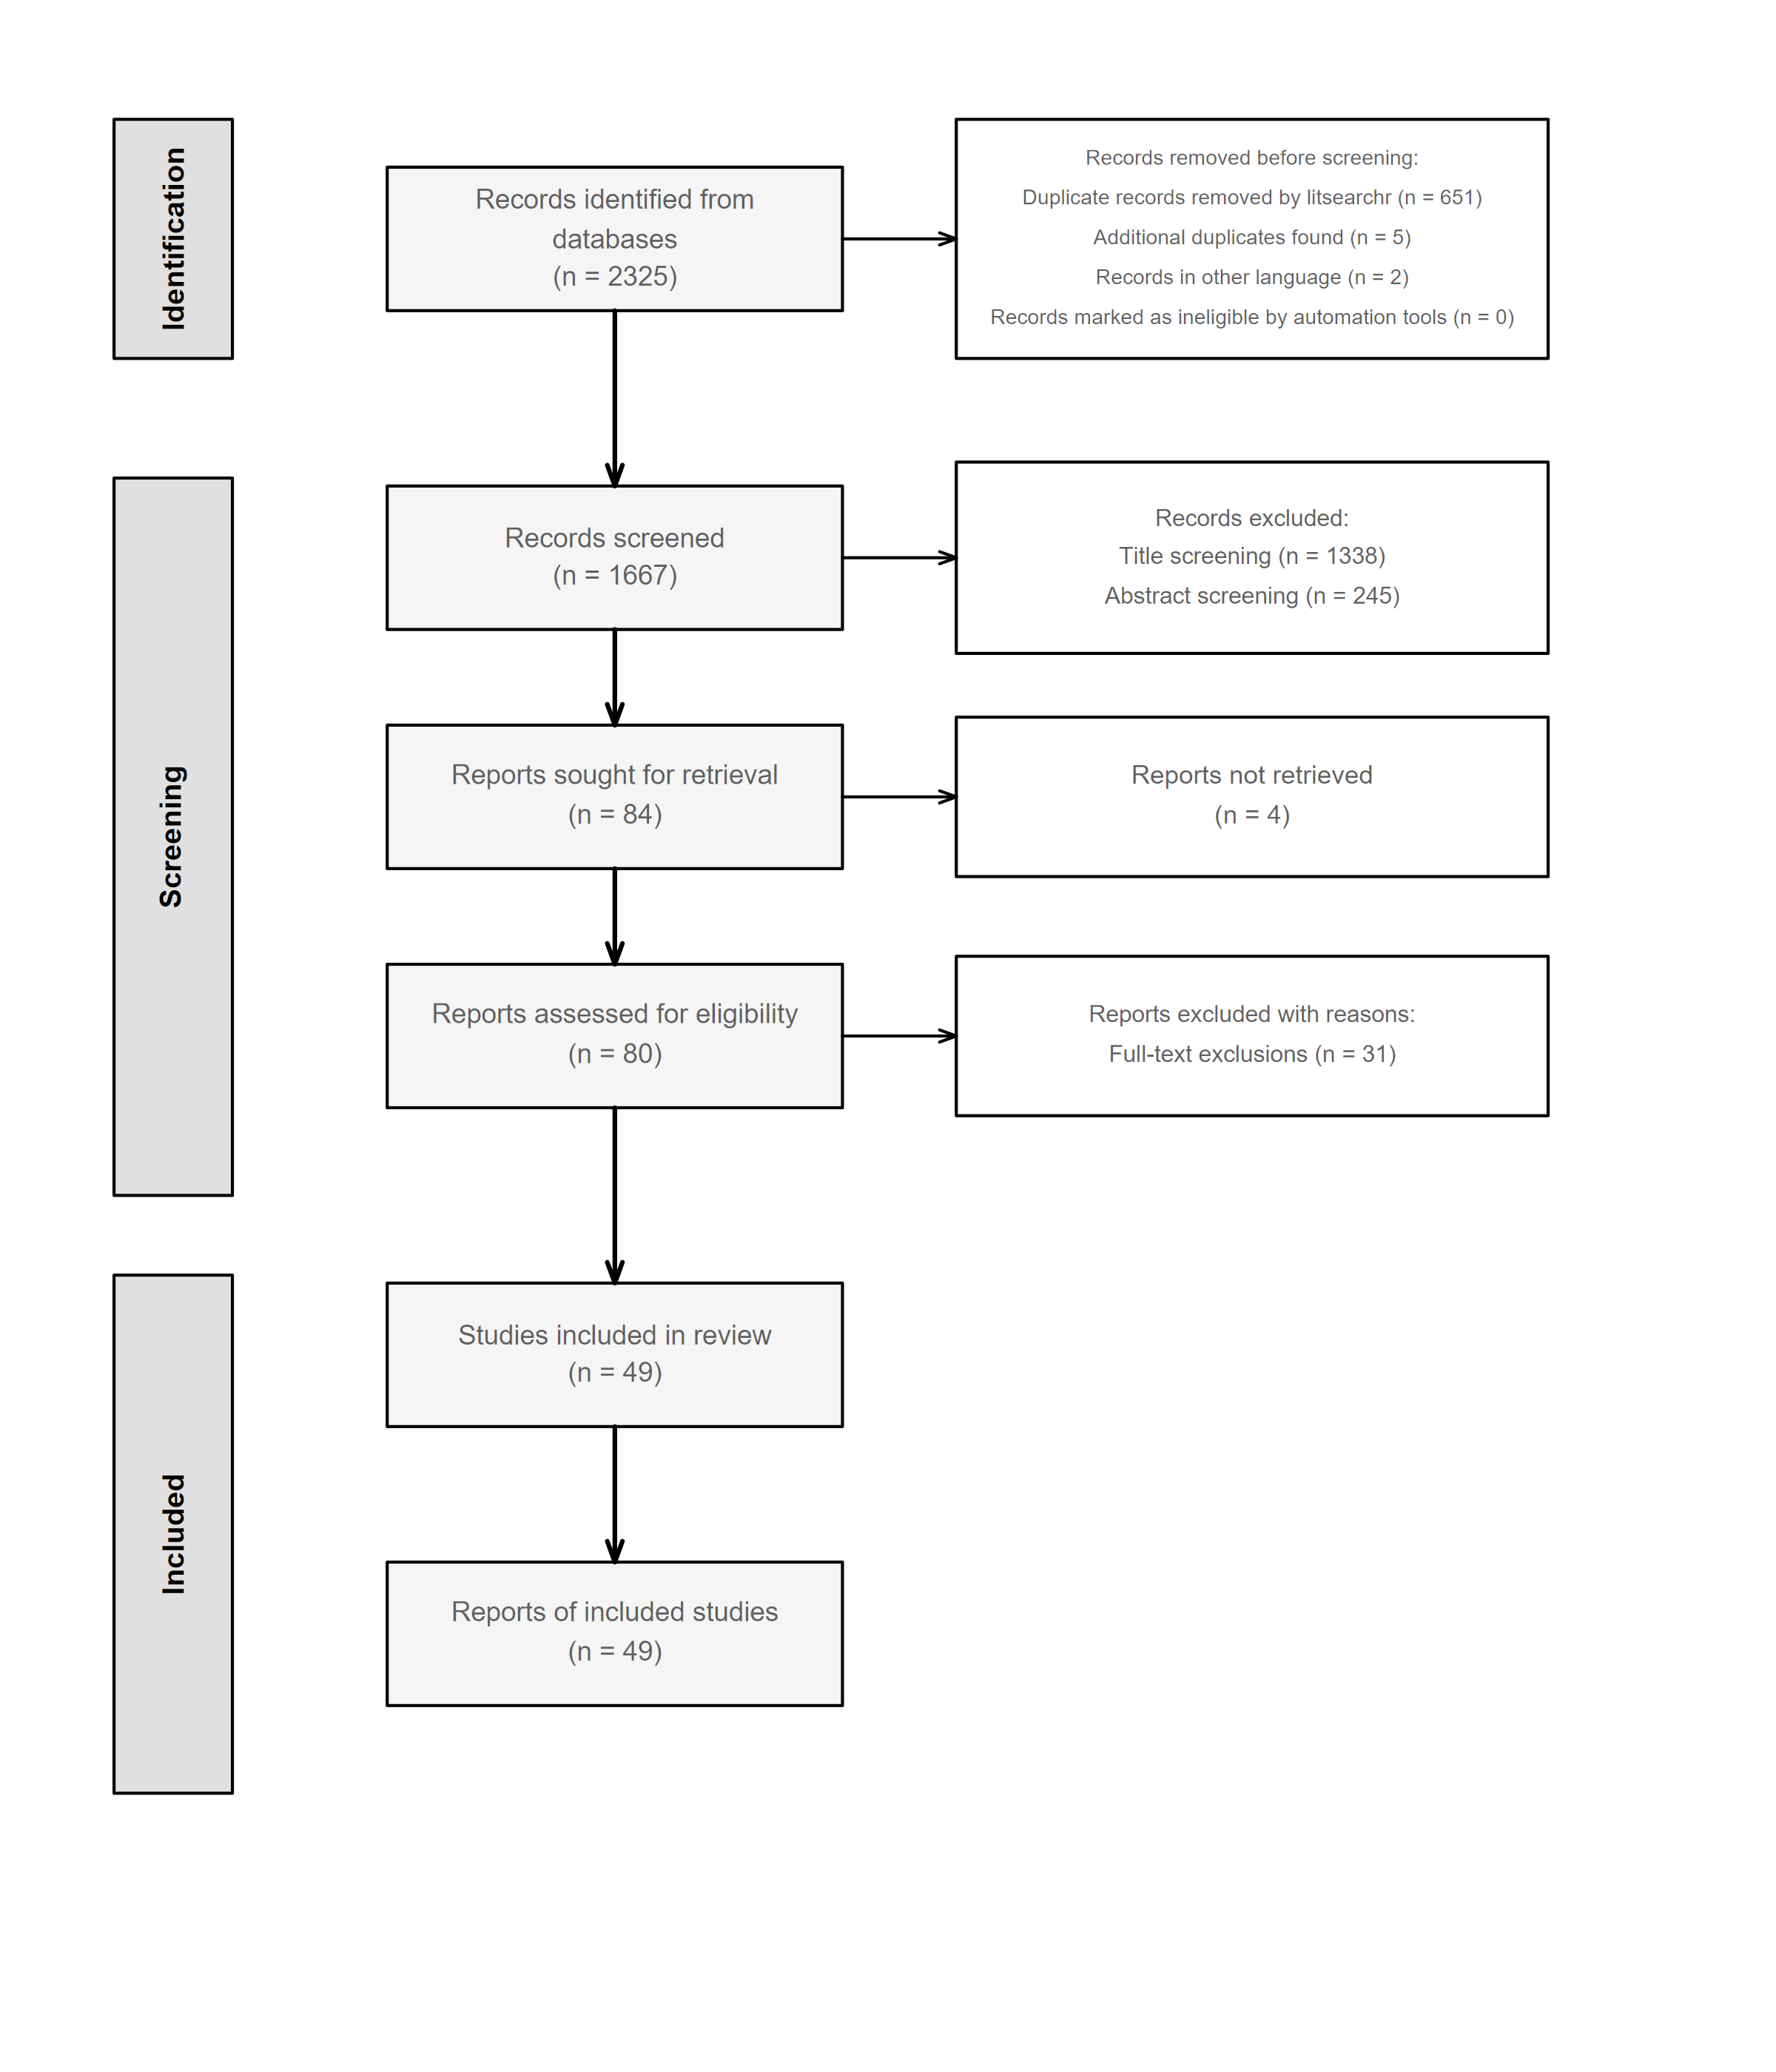 Identification
Records identified from
databases
(n = 2325)
Records removed before screening:
Duplicate records removed by litsearchr (n = 651)
Additional duplicates found (n = 5)
Records in other language (n = 2)
Records marked as ineligible by automation tools (n = 0)
Screening
Records screened
(n = 1667)
Records excluded:
Title screening (n = 1338)
Abstract screening (n = 245)
Reports sought for retrieval
(n = 84)
Reports not retrieved
(n = 4)
Reports assessed for eligibility
(n = 80)
Reports excluded with reasons:
Full-text exclusions (n = 31)
Included
Studies included in review
(n = 49)
Reports of included studies
(n = 49)